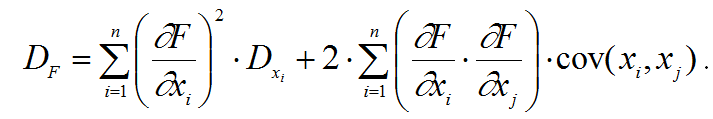 D_F = \sum_{i=1}^{n} \left( \frac{\partial F}{\partial x_i} \right)^2 \cdot D_{x_i} + 2 \cdot \sum_{i=1}^{n} \left( \frac{\partial F}{\partial x_i} \cdot \frac{\partial F}{\partial x_j} \right) \cdot \text{cov}(x_i, x_j) .